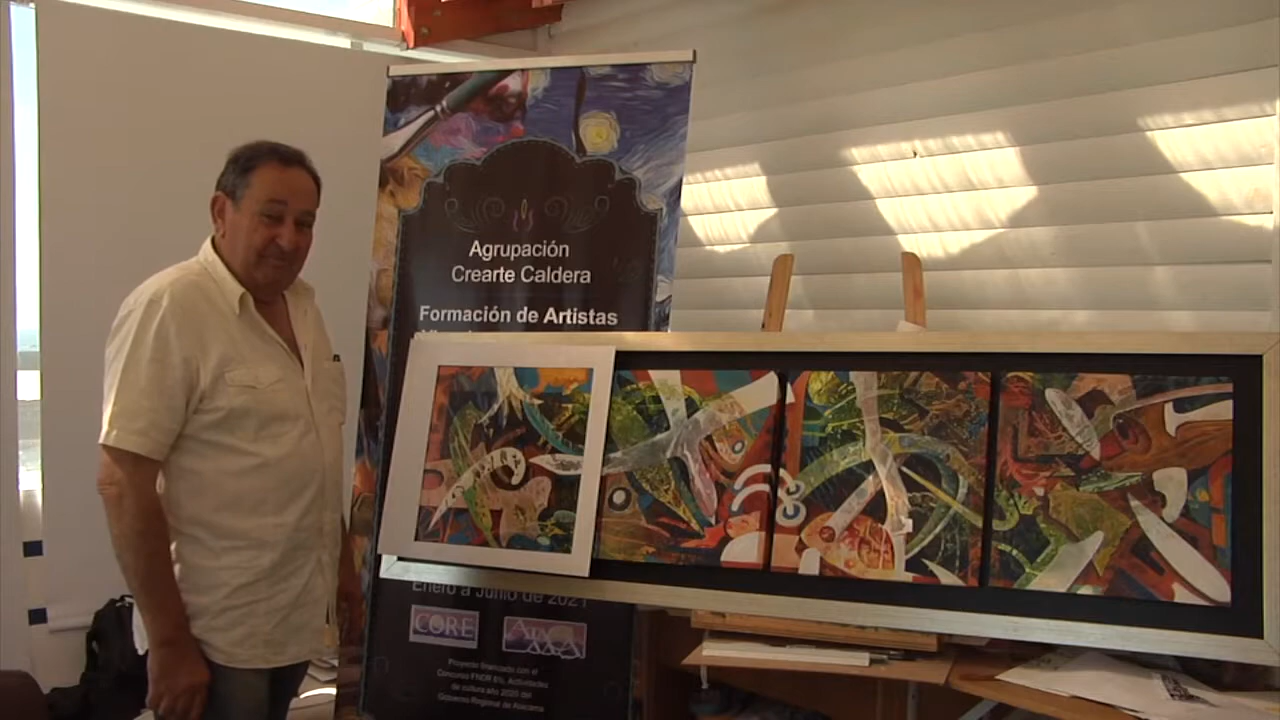 Agrupación
Crearte Caldera
Formación de Artistas
Enero a Junio de 2021
CORE
Proyecto financiado con el
Concurso FNDR 6%, Actividades
de cultura año 2020 del
Gobierno Regional de Atacama